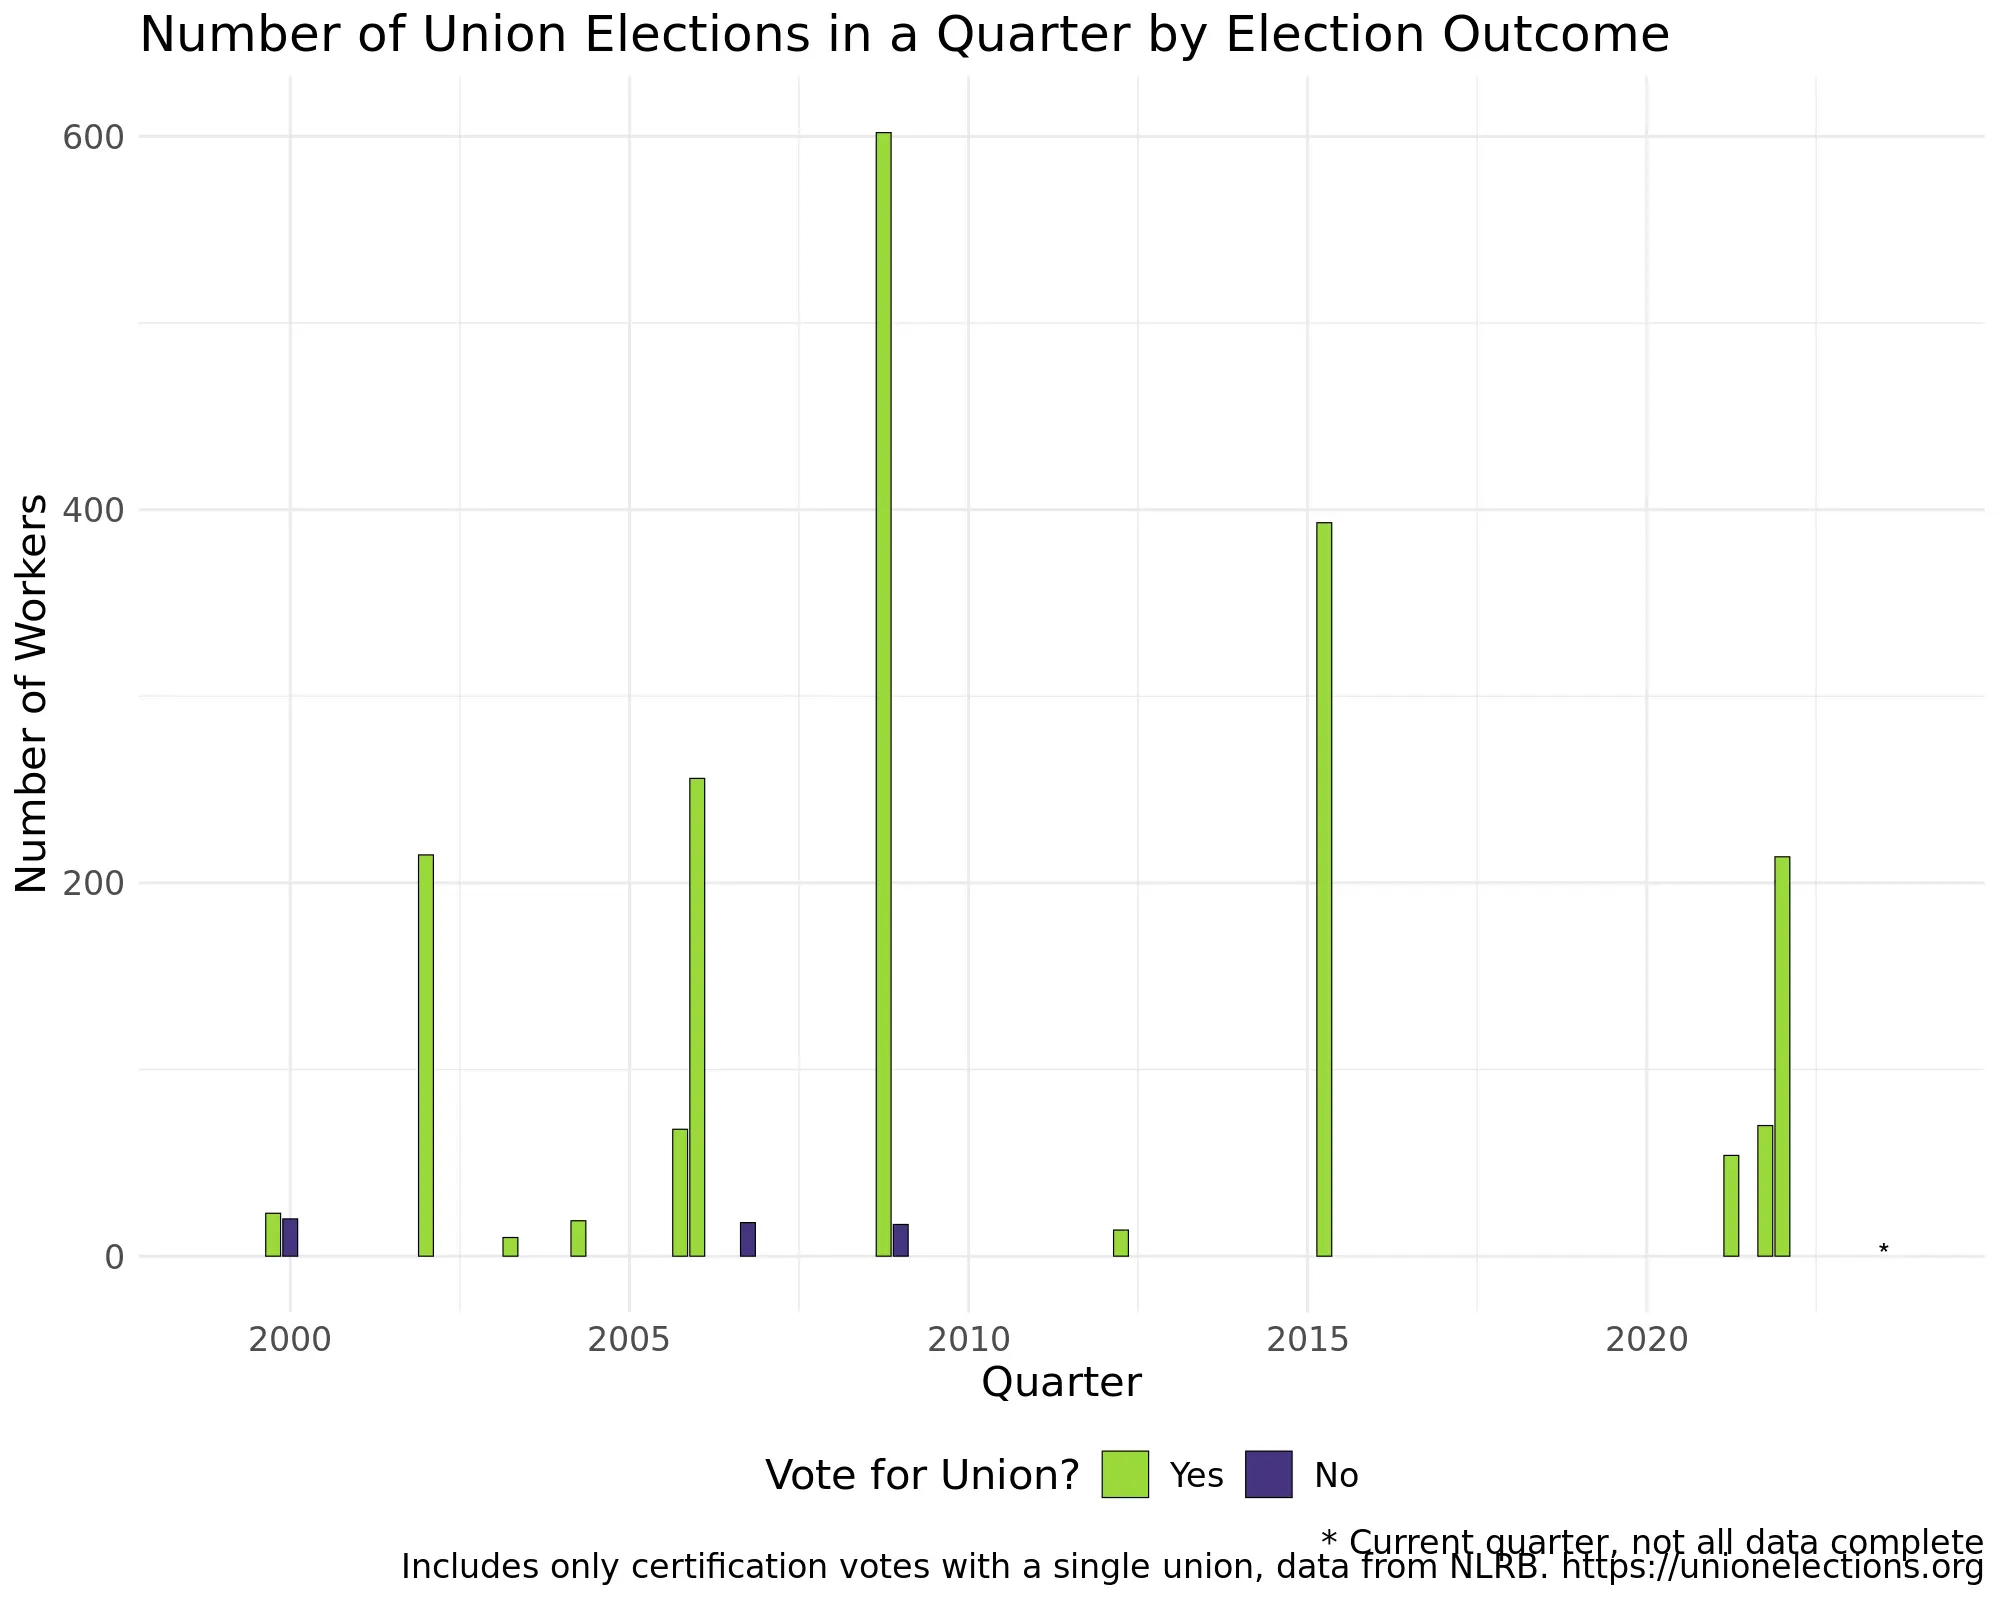 Number of Union Elections in a Quarter by Election Outcome
600
400
200
0
Number of Workers
*
2000 2005 2010 2015 2020
Quarter
Vote for Union? Yes No
* Current quarter, not all data complete
Includes only certification votes with a single union, data from NLRB. https://unionelections.org